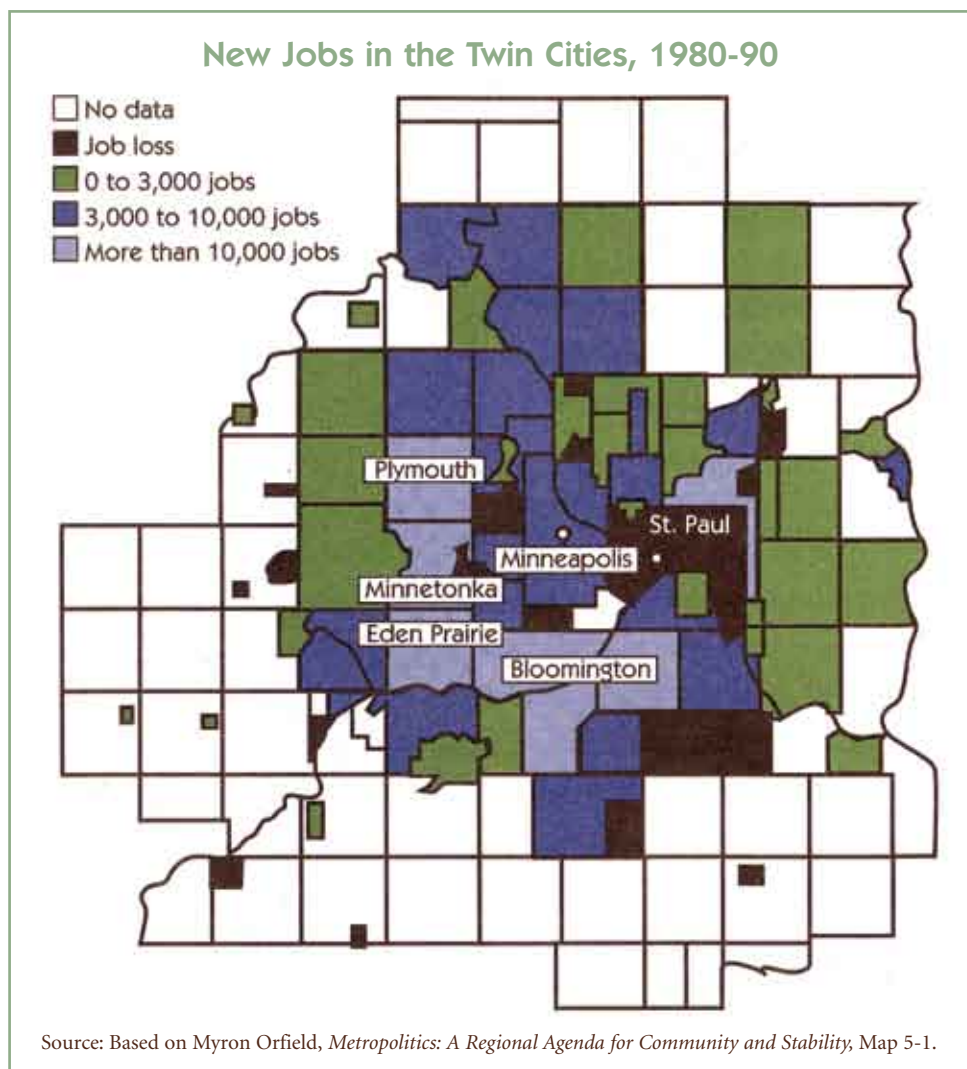 New Jobs in the Twin Cities, 1980-90
No data
Job loss
0 to 3,000 jobs
3,000 to 10,000 jobs
More than 10,000 jobs
Plymouth
St. Paul
Minneapolis
Minnetonka
Eden Prairie
Bloomington
Source: Based on Myron Orfield, Metropolitics: A Regional Agenda for Community and Stability, Map 5-1.